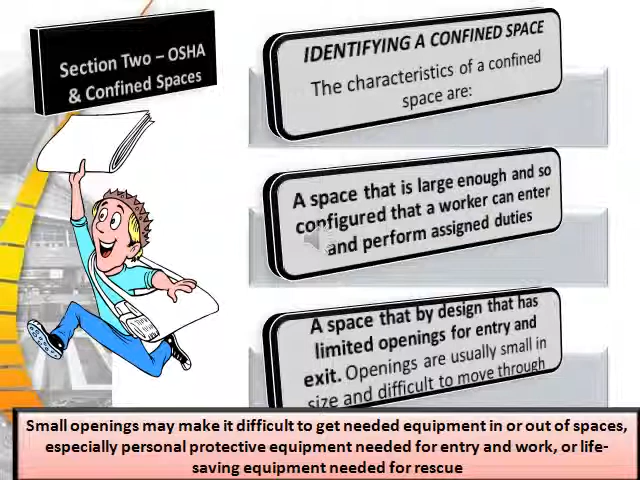 Section Two – OSHA
& Confined Spaces
IDENTIFYING A CONFINED SPACE
The characteristics of a confined
space are:
A space that is large enough and so
configured that a worker can enter
and perform assigned duties
A space that by design that has
limited openings for entry and
exit. Openings are usually small in
size and difficult to move through
Small openings may make it difficult to get needed equipment in or out of spaces,
especially personal protective equipment needed for entry and work, or life-
saving equipment needed for rescue